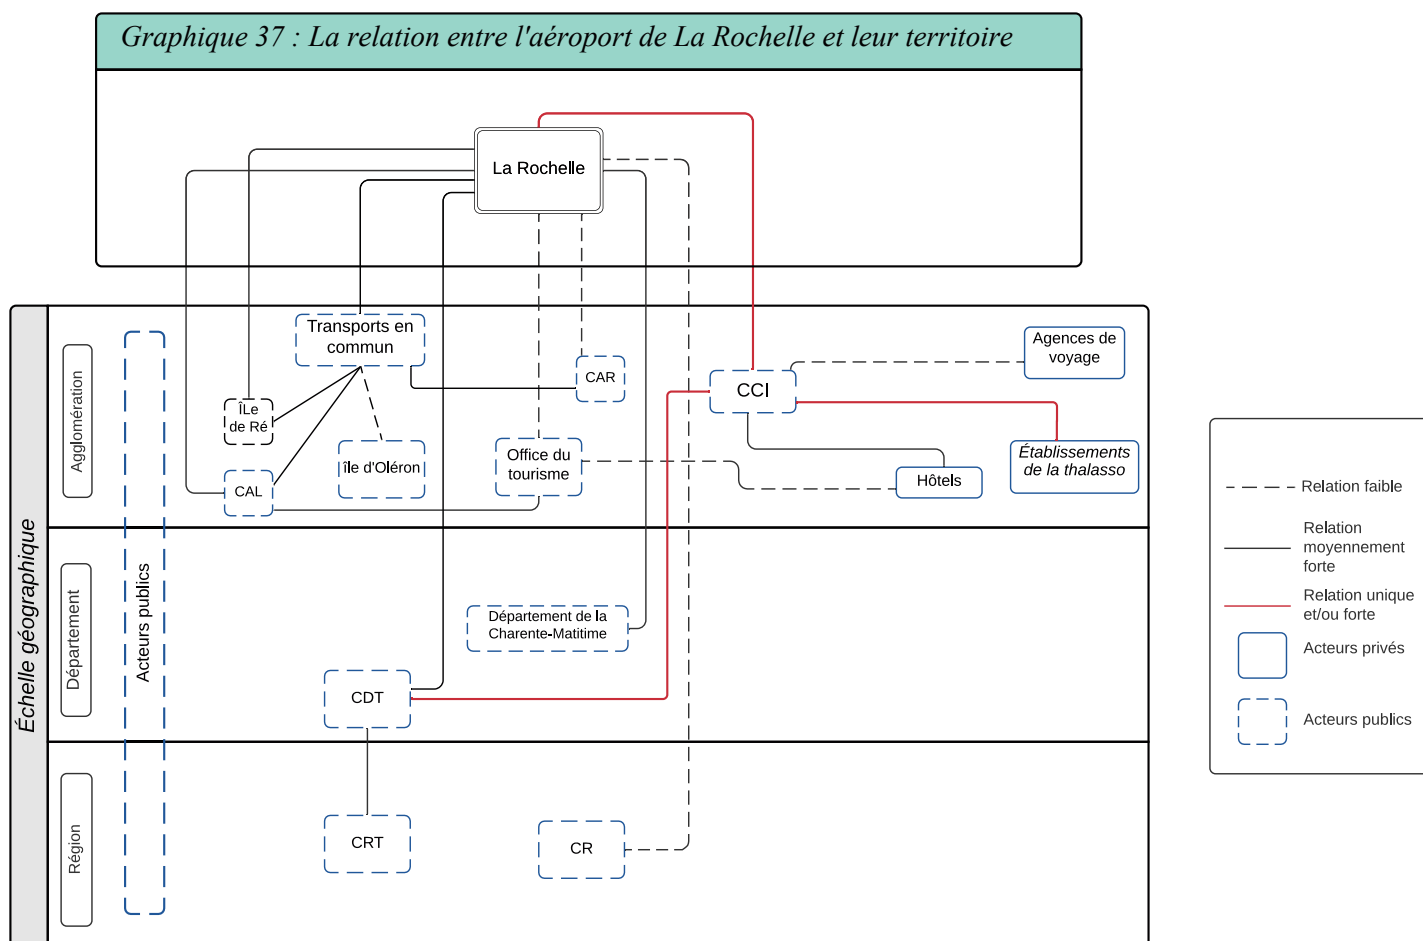 Graphique 37 : La relation entre l'aéroport de La Rochelle et leur territoire
La Rochelle
Échelle géographique
Agglomération
Acteurs publics
Transports en
commun
ÎLe
de Ré
CAL
île d'Oléron
CAR
Office du
tourisme
CCI
Agences de
voyage
Hôtels
Établissements
de la thalasso
Département
Département de la
Charente-Matitime
CDT
Région
CRT
CR
Relation faible
Relation
moyennement
forte
Relation unique
et/ou forte
Acteurs privés
Acteurs publics